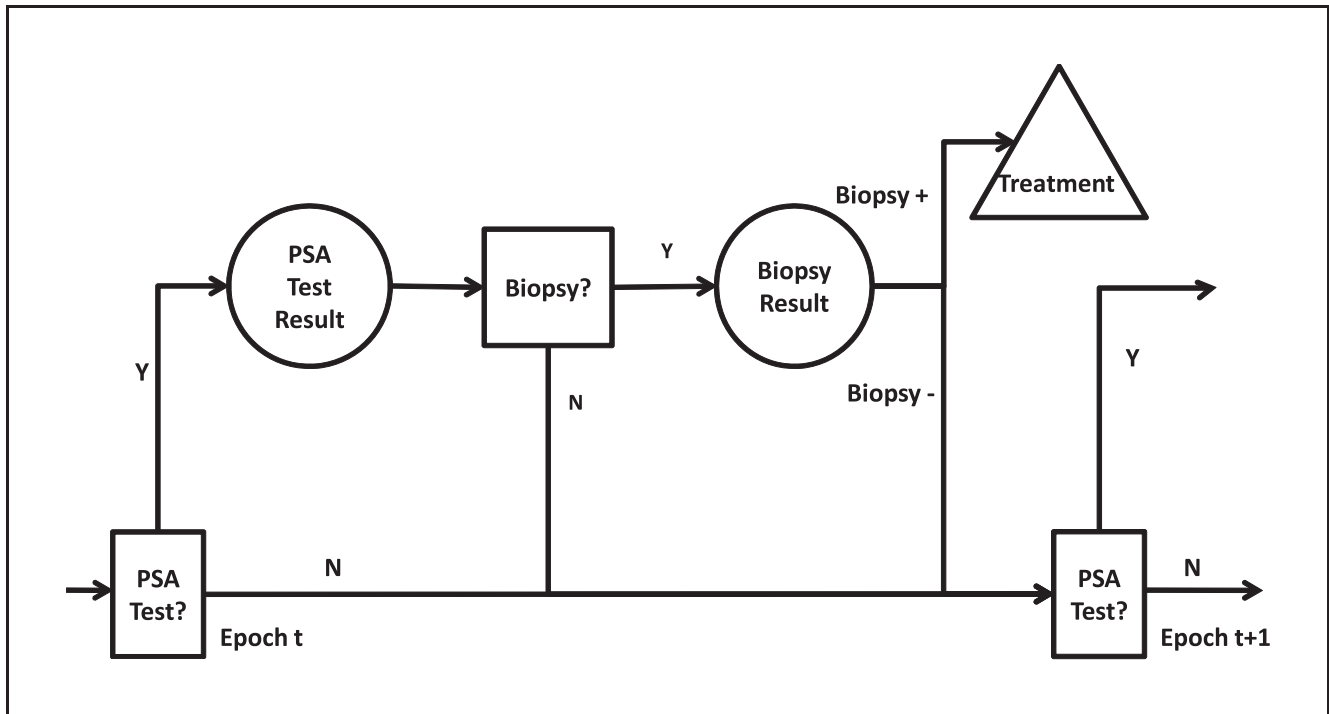 Treatment
Biopsy +
PSA
Test
Result
Biopsy?
Y
Biopsy
Result
Y
N
Biopsy -
Y
PSA
Test?
N
Epoch t
PSA
Test?
N
Epoch t+1